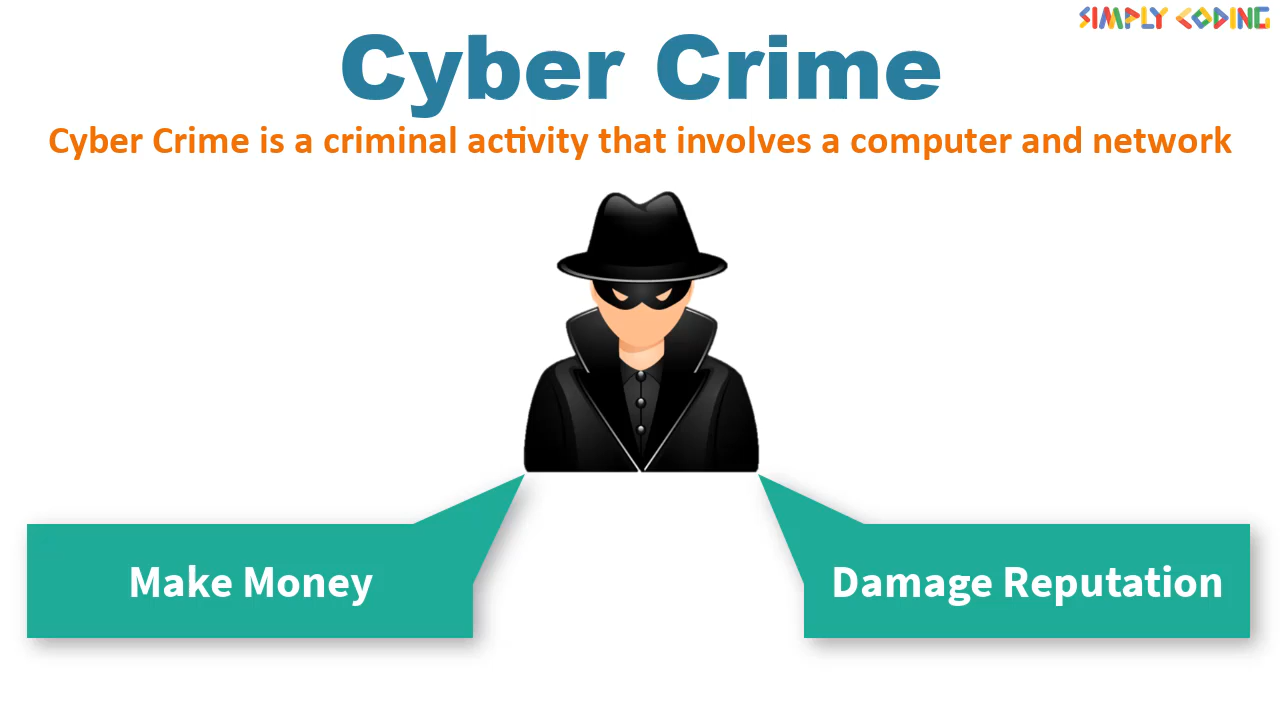 SIMPLY CODING
Cyber Crime
Cyber Crime is a criminal activity that involves a computer and network
Make Money
Damage Reputation